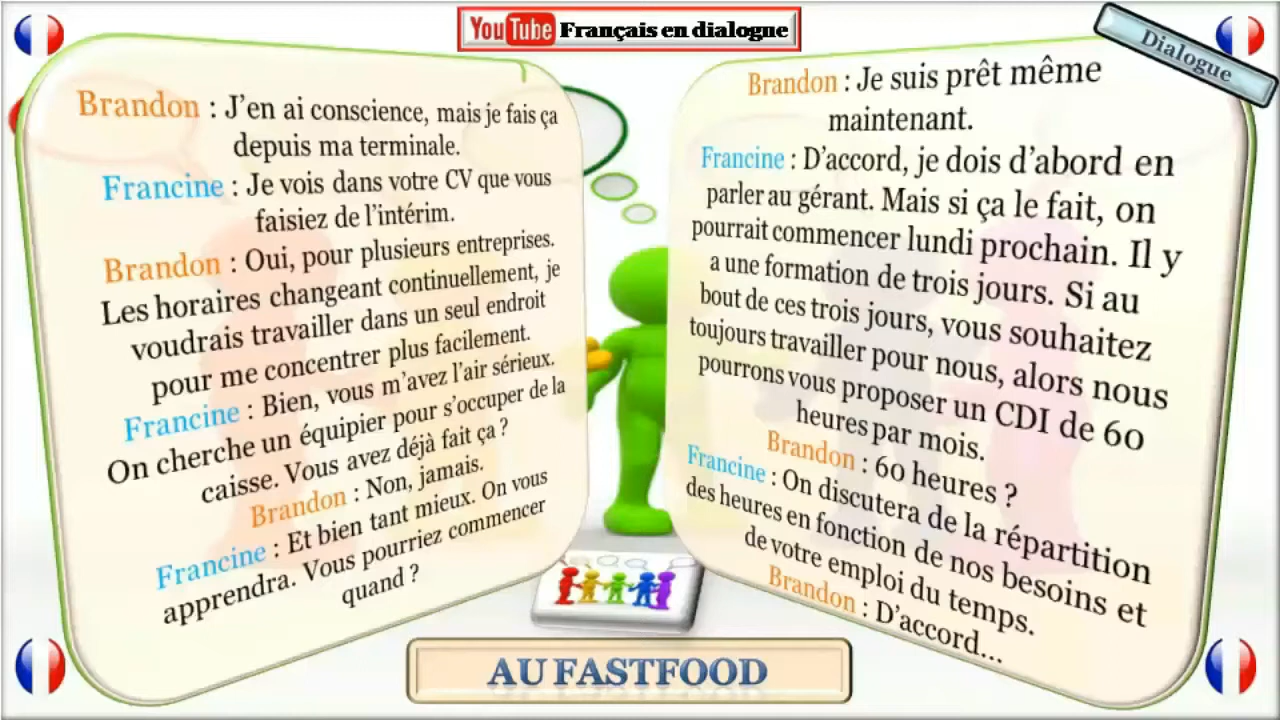 YouTube Français en dialogue
Dialogue
Brandon : J'en ai conscience, mais je fais ça
depuis ma terminale.
Francine : Je vois dans votre CV que vous
faisiez de l'intérim.
Brandon : Oui, pour plusieurs entreprises.
Les horaires changeant continuellement, je
voudrais travailler dans un seul endroit
pour me concentrer plus facilement.
Francine : Bien, vous m'avez l'air sérieux.
On cherche un équipier pour s'occuper de la
caisse. Vous avez déjà fait ça ?
Brandon : Non, jamais.
Francine : Et bien tant mieux. On vous
apprendra. Vous pourriez commencer
quand ?
Brandon : Je suis prêt même
maintenant.
Francine : D'accord, je dois d'abord en
parler au gérant. Mais si ça le fait, on
pourrait commencer lundi prochain. Il y
a une formation de trois jours. Si au
bout de ces trois jours, vous souhaitez
toujours travailler pour nous, alors nous
pourrons vous proposer un CDI de 60
heures par mois.
Brandon : 60 heures ?
Francine : On discutera de la répartition
des heures en fonction de nos besoins et
de votre emploi du temps.
Brandon : D'accord...
AU FASTFOOD